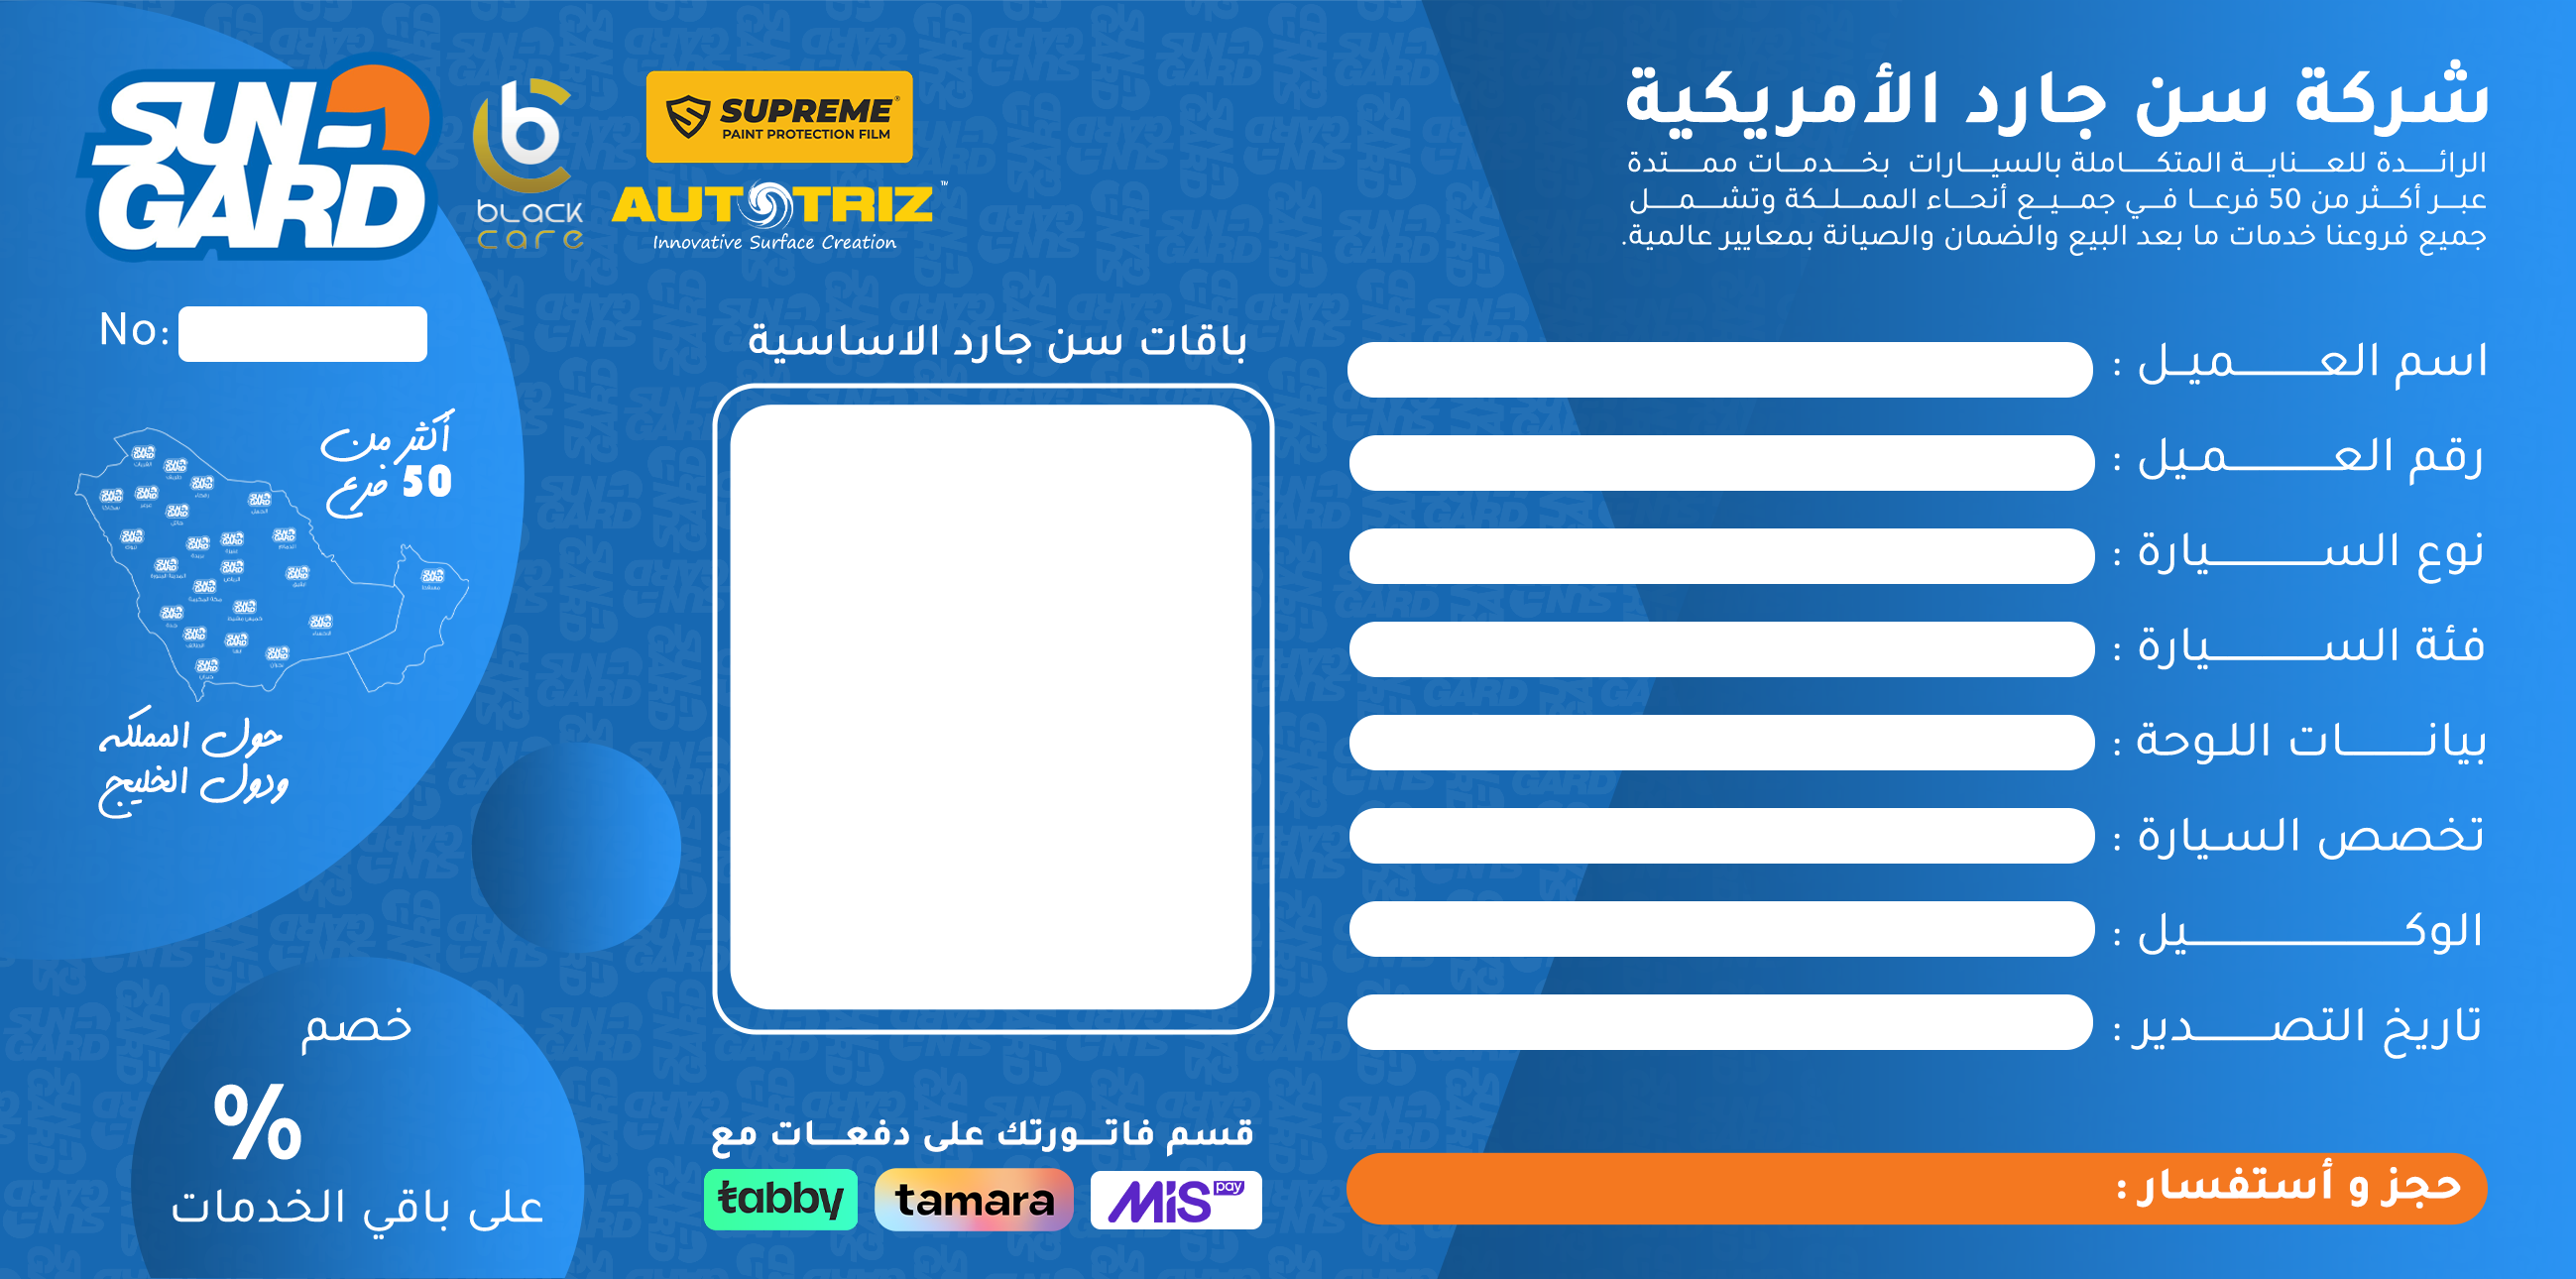 شركة سن جارد الأمريكية
الرائدة للعناية المتكاملة بالسيارات بخدمات ممتدة
عبر أكثر من 50 فرعا في جميع أنحاء المملكة وتشمل
جميع فروعنا خدمات ما بعد البيع والضمان والصيانة بمعايير عالمية.
SUPREME®
PAINT PROTECTION FILM
AUTOTRIZ™
Innovative Surface Creation
black
care
SUN-
GARD
No:
أكثر من
50 فرع
حول المملكه
ودول الخليج
اسم العميل :
رقم العميل :
نوع السيارة :
فئة السيارة :
بيانات اللوحة :
تخصص السيارة :
الوكيل :
تاريخ التصدير :
حجز و أستفسار :
باقات سن جارد الاساسية
قسم فاتورتك على دفعات مع
tabby
tamara
MIS pay
خصم
%
على باقي الخدمات